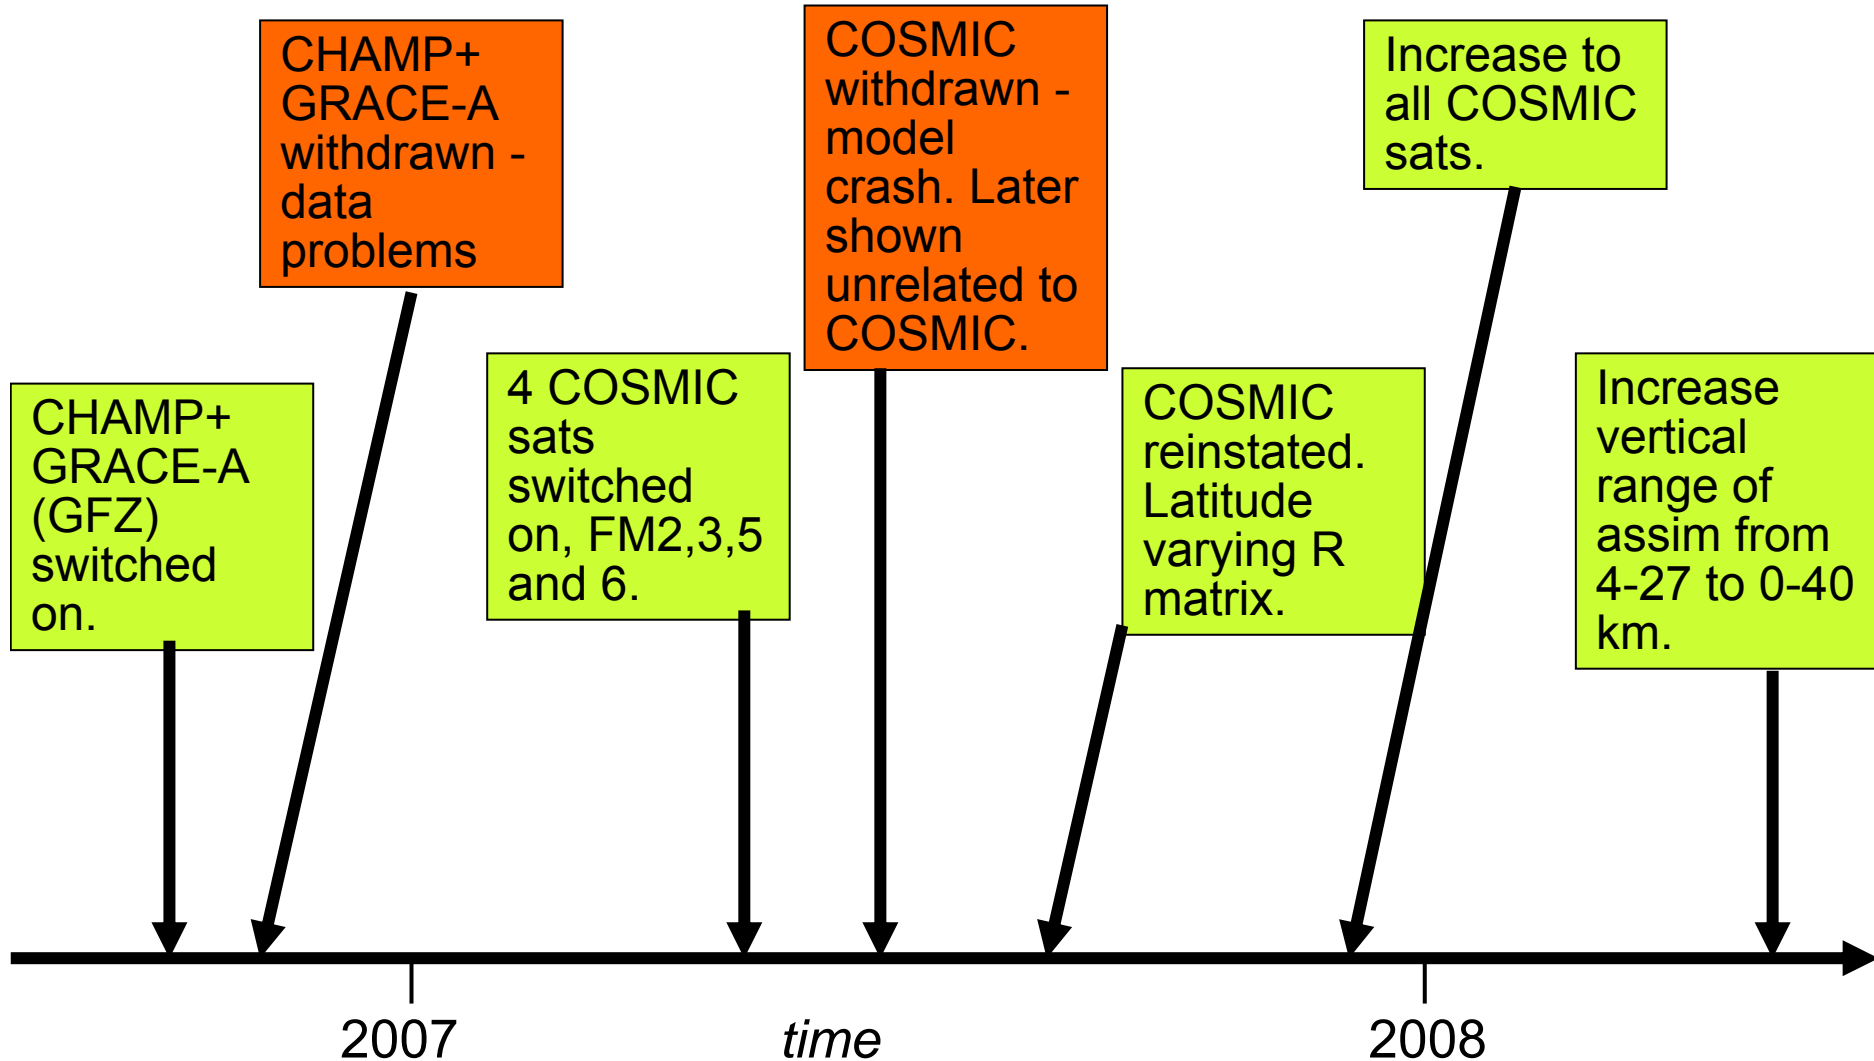 CHAMP+
GRACE-A
(GFZ)
switched
on.
CHAMP+
GRACE-A
withdrawn -
data
problems
4 COSMIC
sats
switched
on, FM2,3,5
and 6.
COSMIC
withdrawn -
model
crash. Later
shown
unrelated to
COSMIC.
COSMIC
reinstated.
Latitude
varying R
matrix.
Increase to
all COSMIC
sats.
Increase
vertical
range of
assim from
4-27 to 0-40
km.
2007
time
2008